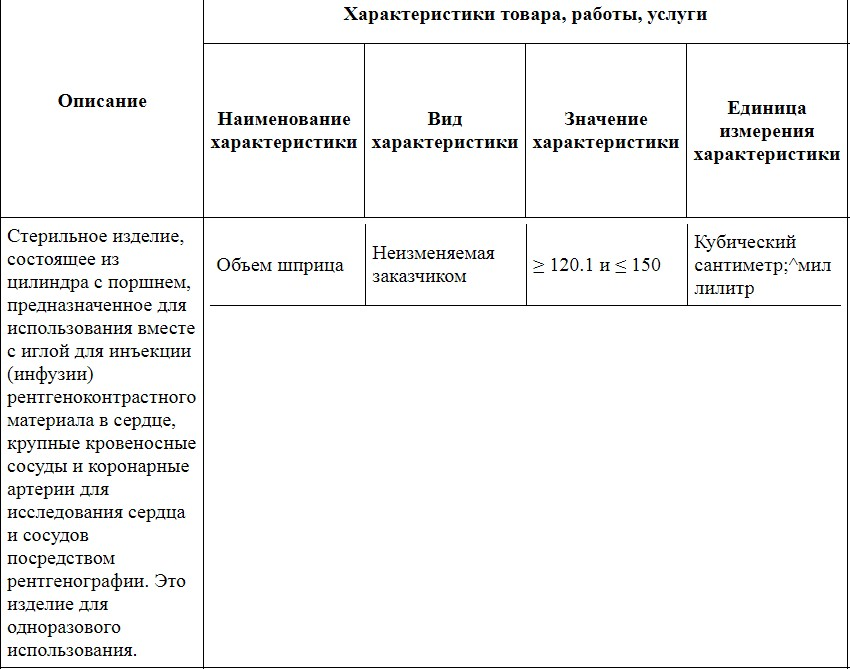 Характеристики товара, работы, услуги
Описание
Наименование
характеристики
Вид
характеристики
Значение
характеристики
Единица
измерения
характеристики
Стерильное изделие,
состоящее из
цилиндра с поршнем,
предназначенное для
использования вместе
с иглой для инъекции
(инфузии)
рентгеноконтрастного
материала в сердце,
крупные кровеносные
сосуды и коронарные
артерии для
исследования сердца
и сосудов
посредством
рентгенографии. Это
изделие для
одноразового
использования.
Объем шприца
Неизменяемая
заказчиком
≥ 120.1 и ≤ 150
Кубический
сантиметр;^мил
лилитр